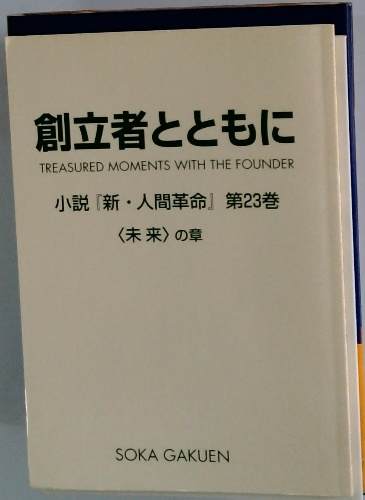 創立者とともに
TREASURED MOMENTS WITH THE FOUNDER
小説『新・人間革命』 第23巻
〈未 来〉の章
SOKA GAKUEN